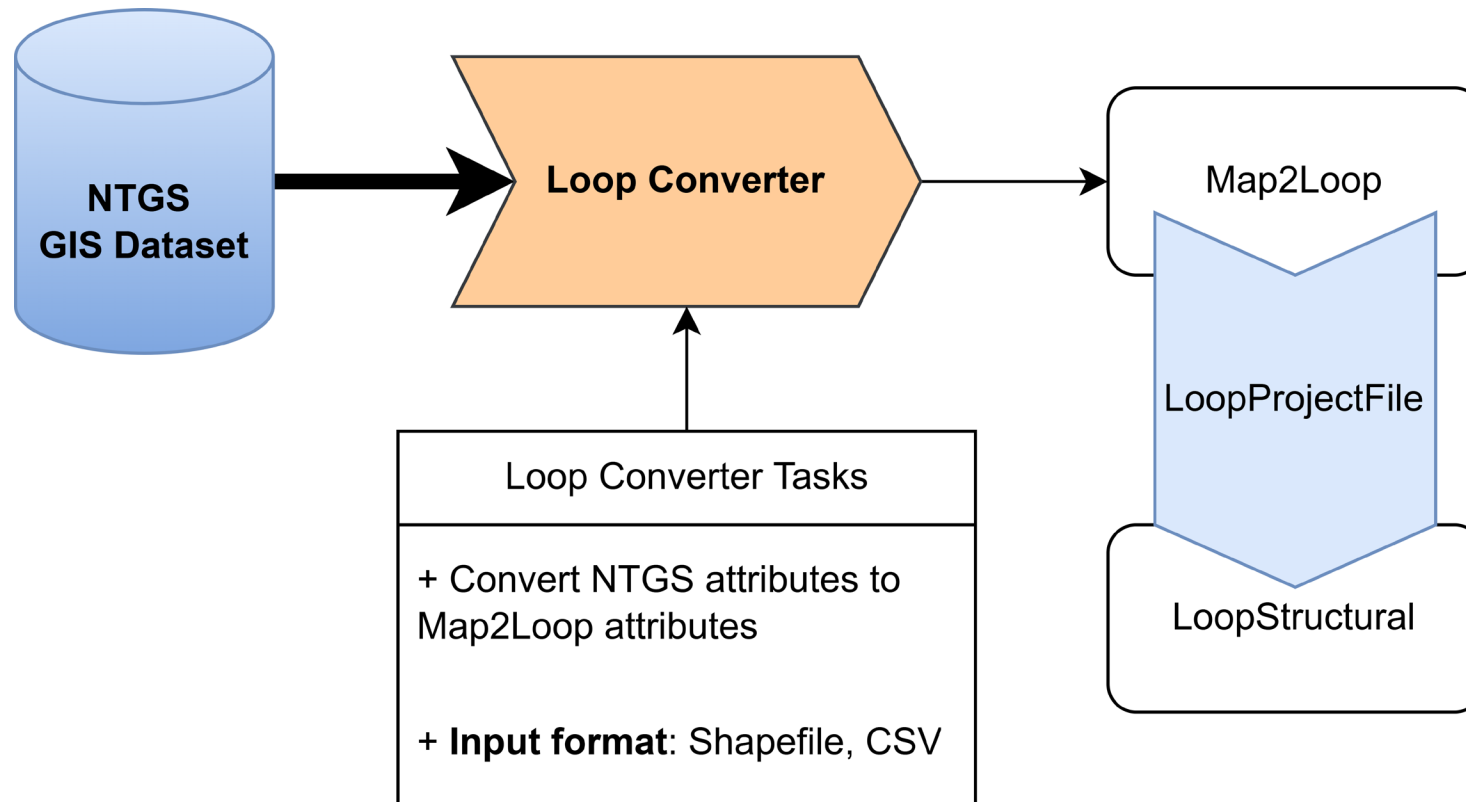 NTGS
GIS Dataset
Loop Converter
Map2Loop
LoopProjectFile
LoopStructural
Loop Converter Tasks
+ Convert NTGS attributes to
Map2Loop attributes
+ Input format: Shapefile, CSV